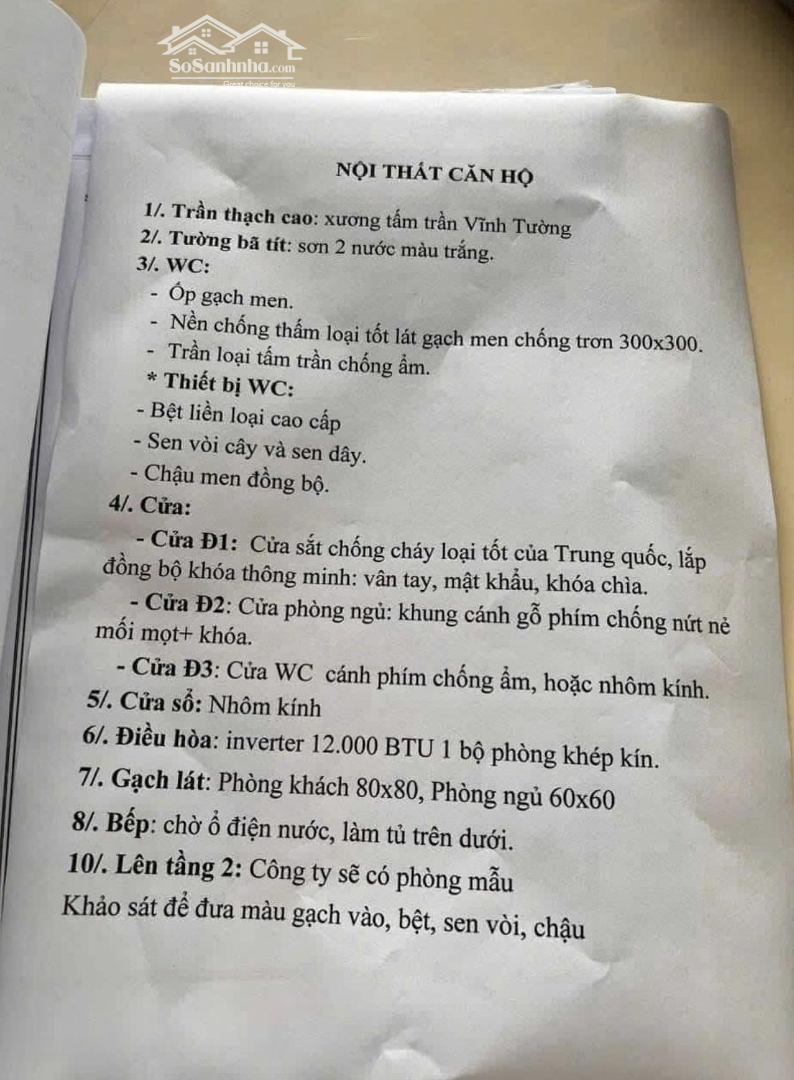 SoSanhnha.com
Great choice for you
NỘI THẤT CĂN HỘ
1/. Trần thạch cao: xương tấm trần Vĩnh Tường
2/. Tường bã tít: sơn 2 nước màu trắng.
3/. WC:
- Ốp gạch men.
- Nền chống thấm loại tốt lát gạch men chống trơn 300x300.
- Trần loại tấm trần chống ẩm.
* Thiết bị WC:
- Bệt liền loại cao cấp
- Sen vòi cây và sen dây.
- Chậu men đồng bộ.
4/. Cửa:
- Cửa Đ1: Cửa sắt chống cháy loại tốt của Trung quốc, lắp
đồng bộ khóa thông minh: vân tay, mật khẩu, khóa chìa.
- Cửa Đ2: Cửa phòng ngủ: khung cánh gỗ phím chống nứt nẻ
mối mọt+ khóa.
- Cửa Đ3: Cửa WC cánh phím chống ẩm, hoặc nhôm kính.
5/. Cửa sổ: Nhôm kính
6/. Điều hòa: inverter 12.000 BTU 1 bộ phòng khép kín.
7/. Gạch lát: Phòng khách 80x80, Phòng ngủ 60x60
8/. Bếp: chờ ổ điện nước, làm tủ trên dưới.
10/. Lên tầng 2: Công ty sẽ có phòng mẫu
Khảo sát để đưa màu gạch vào, bệt, sen vòi, chậu